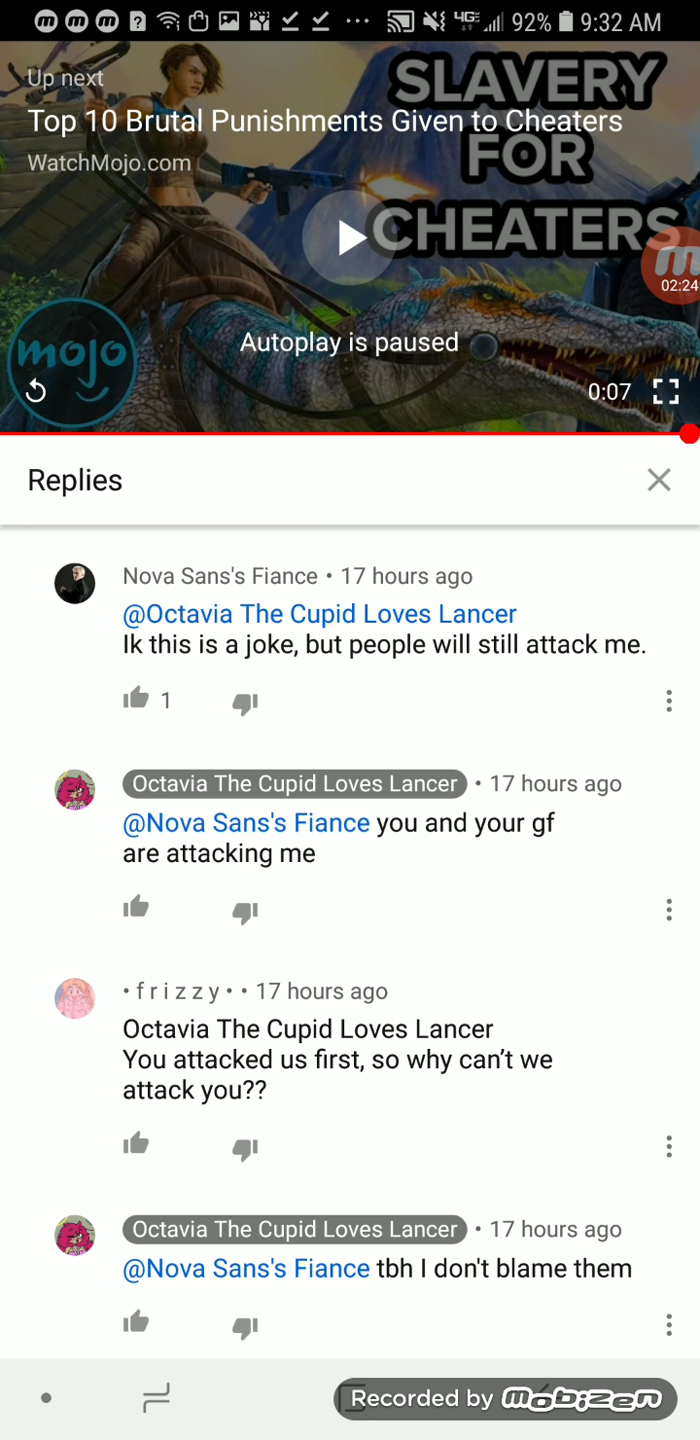 92% 9:32 AM
Up next
SLAVERY
Top 10 Brutal Punishments Given to Cheaters
FOR
WatchMojo.com
CHEATERS
m
02:24
mojo
Autoplay is paused
0:07
Replies
Nova Sans's Fiance • 17 hours ago
@Octavia The Cupid Loves Lancer
Ik this is a joke, but people will still attack me.
1
Octavia The Cupid Loves Lancer • 17 hours ago
@Nova Sans's Fiance you and your gf
are attacking me
• f r i z z y • • 17 hours ago
Octavia The Cupid Loves Lancer
You attacked us first, so why can’t we
attack you??
Octavia The Cupid Loves Lancer • 17 hours ago
@Nova Sans's Fiance tbh I don't blame them
Recorded by mobizen